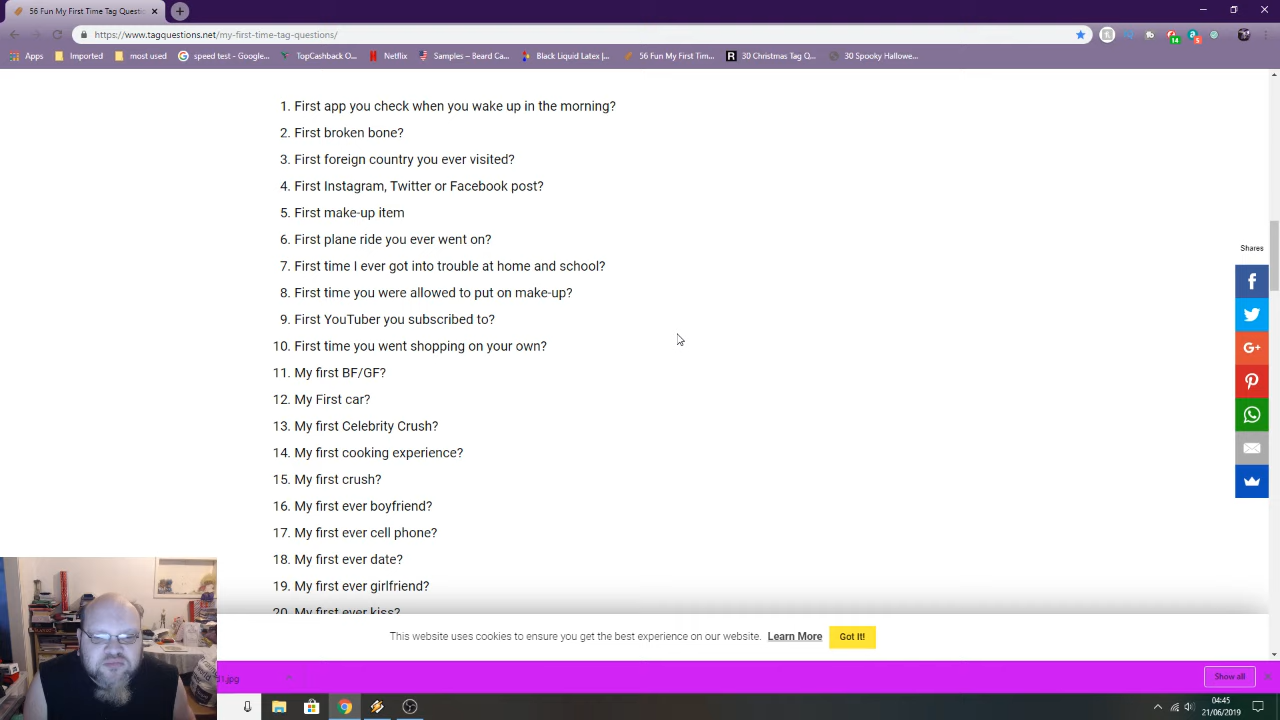 56 Fun My First Time Tag Quest
https://www.tagquestions.net/my-first-time-tag-questions/
Apps
Imported
most used
speed test - Google...
TopCashback O...
Netflix
Samples – Beard Ca...
Black Liquid Latex |...
56 Fun My First Tim...
30 Christmas Tag Q...
30 Spooky Hallowe...
1. First app you check when you wake up in the morning?
2. First broken bone?
3. First foreign country you ever visited?
4. First Instagram, Twitter or Facebook post?
5. First make-up item
6. First plane ride you ever went on?
7. First time I ever got into trouble at home and school?
8. First time you were allowed to put on make-up?
9. First YouTuber you subscribed to?
10. First time you went shopping on your own?
11. My first BF/GF?
12. My First car?
13. My first Celebrity Crush?
14. My first cooking experience?
15. My first crush?
16. My first ever boyfriend?
17. My first ever cell phone?
18. My first ever date?
19. My first ever girlfriend?
20. My first ever kiss?
Shares
This website uses cookies to ensure you get the best experience on our website. Learn More Got It!
31.jpg
Show all
04:45
21/06/2019